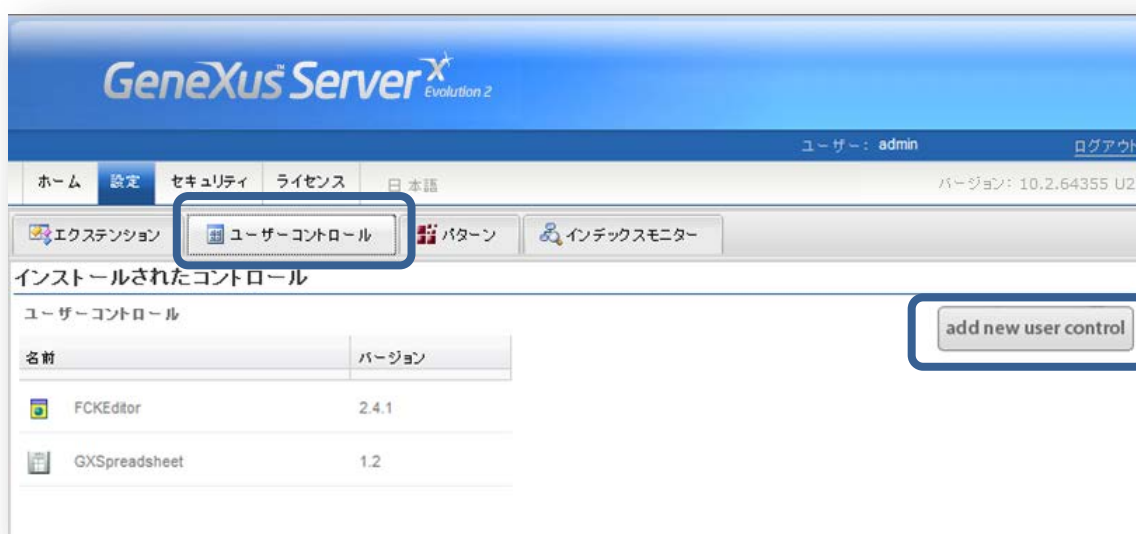 GeneXus™ Server X Evolution 2
ユーザー: admin ログアウト
ホーム 設定 セキュリティ ライセンス 日本語 バージョン: 10.2.64355 U2
エクステンション ユーザーコントロール パターン インデックスモニター
インストールされたコントロール
ユーザーコントロール
add new user control
名前 バージョン
FCKEditor 2.4.1
GXSpreadsheet 1.2